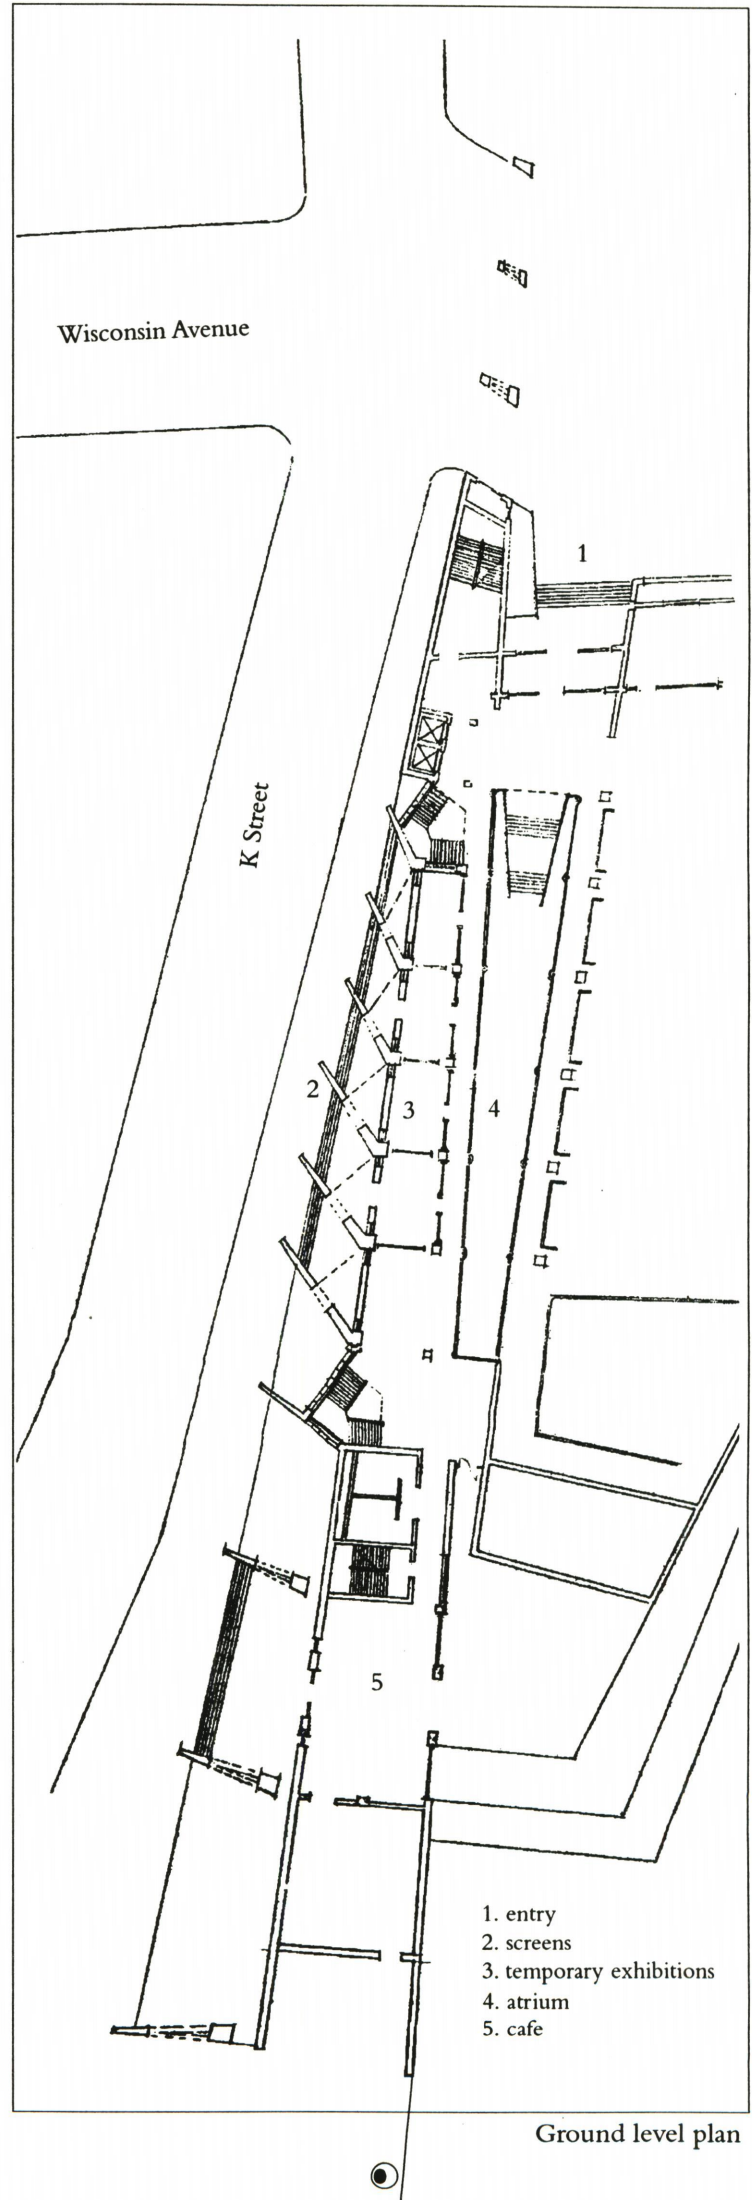 Wisconsin Avenue
1
K Street
2
3
4
5
1. entry
2. screens
3. temporary exhibitions
4. atrium
5. cafe
Ground level plan